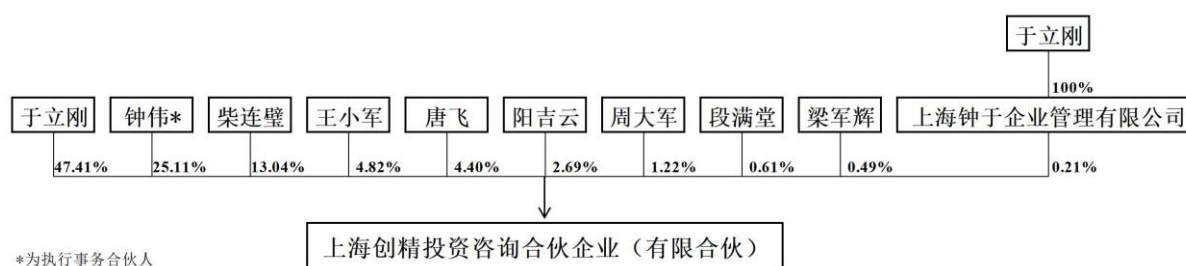 于立刚
100%
于立刚
钟伟*
柴连璧
王小军
唐飞
阳吉云
周大军
段满堂
梁军辉
上海钟于企业管理有限公司
47.41%
25.11%
13.04%
4.82%
4.40%
2.69%
1.22%
0.61%
0.49%
0.21%
上海创精投资咨询合伙企业（有限合伙）
*为执行事务合伙人